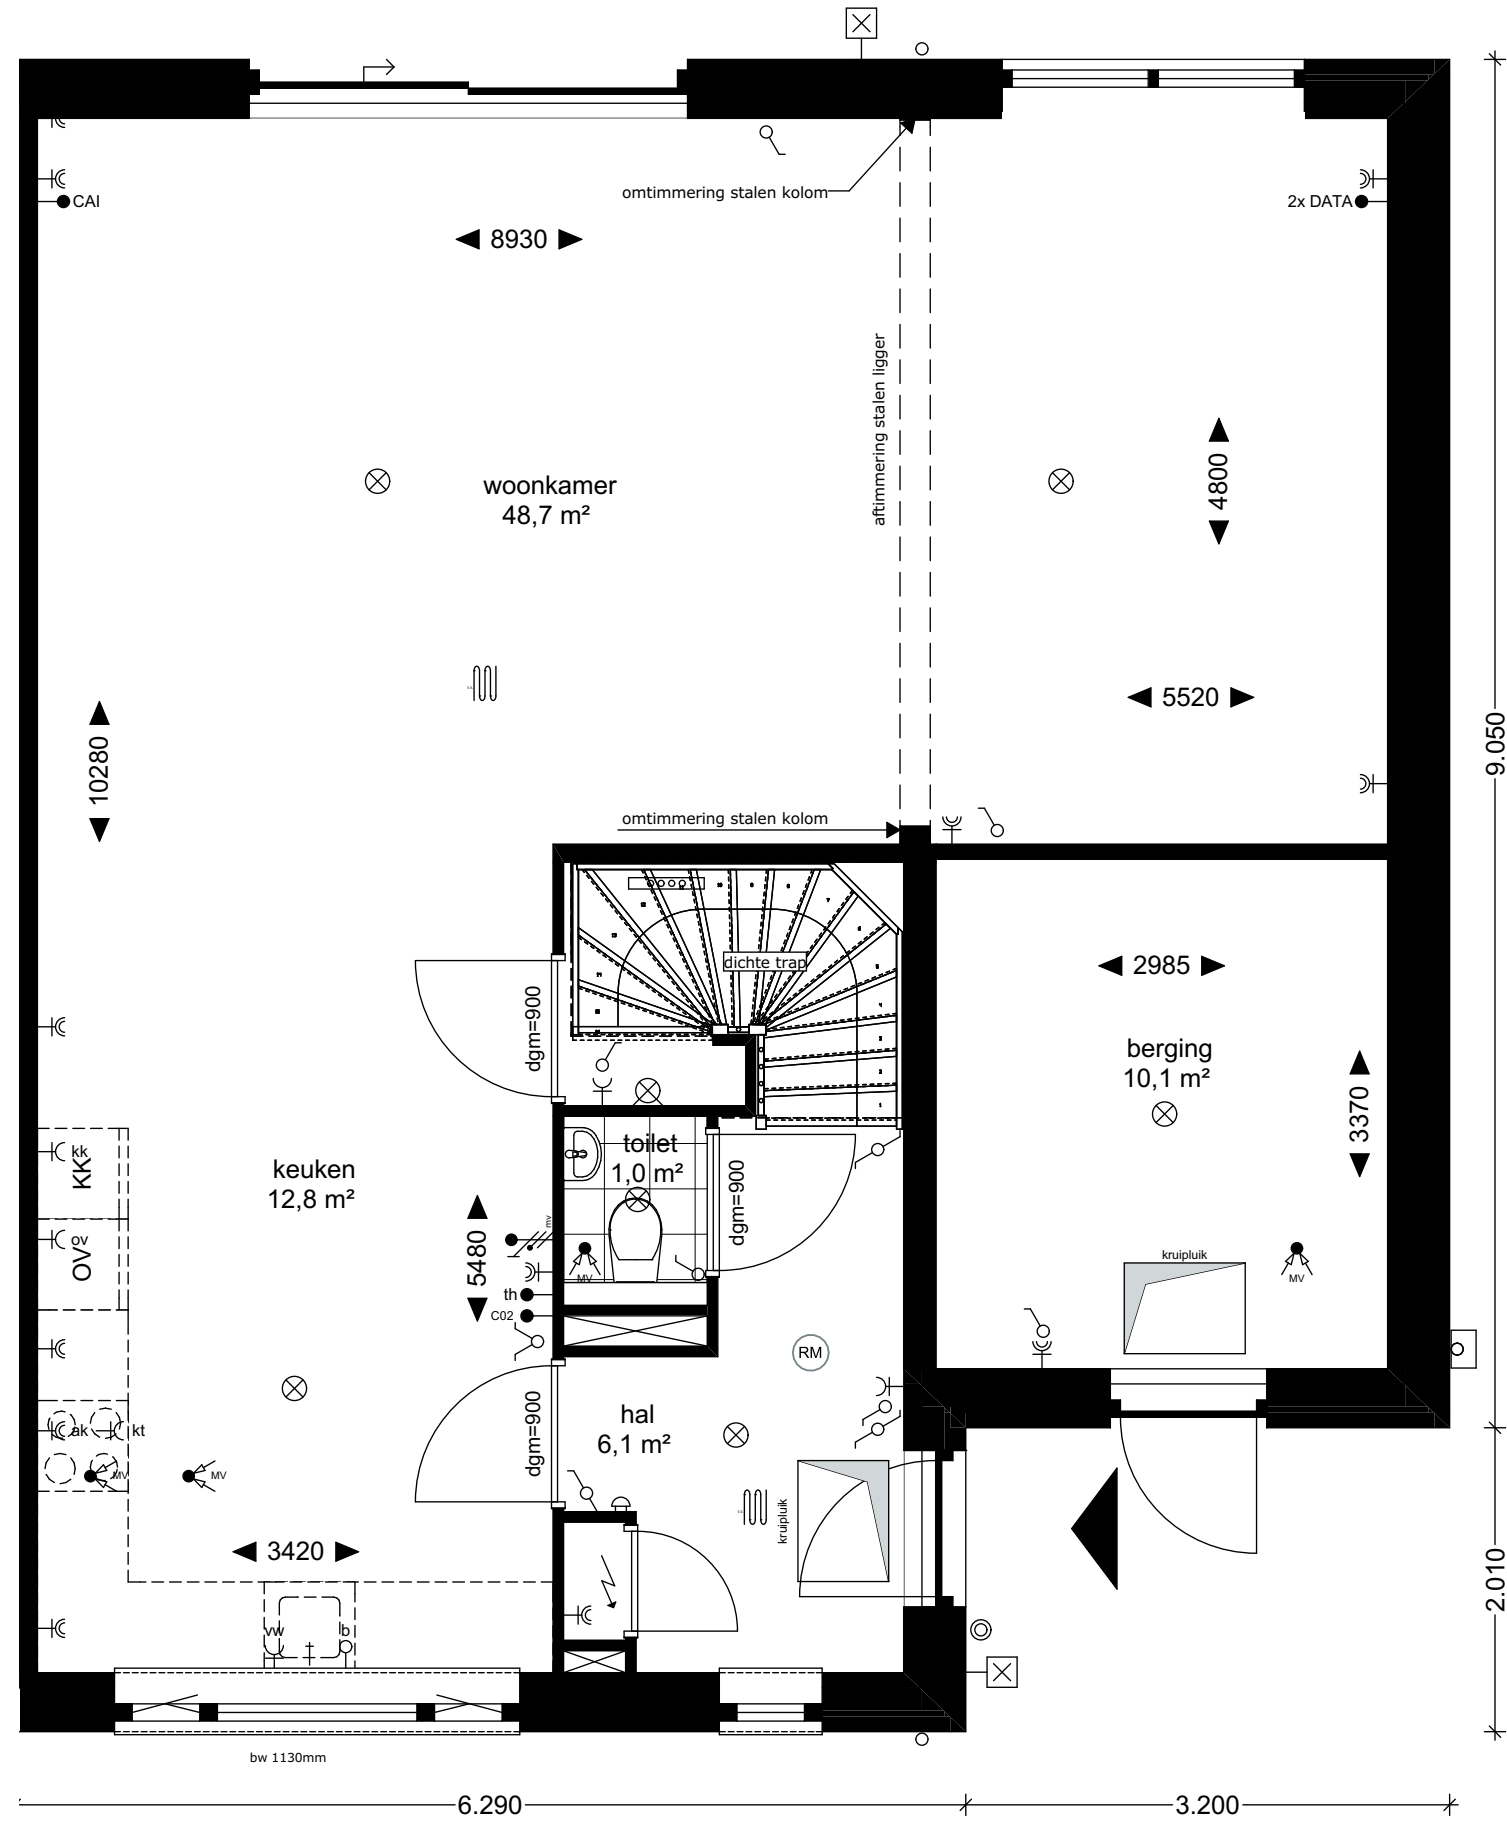 CAI
omtimmering stalen kolom
2x DATA
8930
aftimmering stalen ligger
4800
woonkamer
48,7 m²
5520
9.050
10280
omtimmering stalen kolom
dichte trap
2985
dgm=900
berging
10,1 m²
3370
kk
KK
keuken
12,8 m²
toilet
1,0 m²
dgm=900
ov
OV
5480
mv
MV
th
C02
kruipluik
MV
RM
ak
kt
MV
MV
dgm=900
hal
6,1 m²
kruipluik
3420
2.010
vw
b
bw 1130mm
6.290
3.200